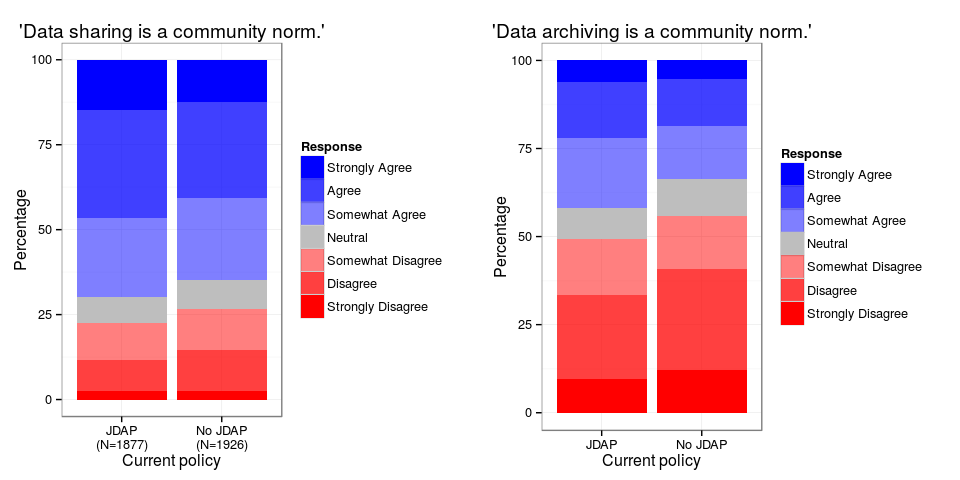 'Data sharing is a community norm.'
100
75
50
25
0
Percentage
JDAP
(N=1877)
No JDAP
(N=1926)
Current policy
Response
Strongly Agree
Agree
Somewhat Agree
Neutral
Somewhat Disagree
Disagree
Strongly Disagree
'Data archiving is a community norm.'
100
75
50
25
0
Percentage
JDAP
No JDAP
Current policy
Response
Strongly Agree
Agree
Somewhat Agree
Neutral
Somewhat Disagree
Disagree
Strongly Disagree